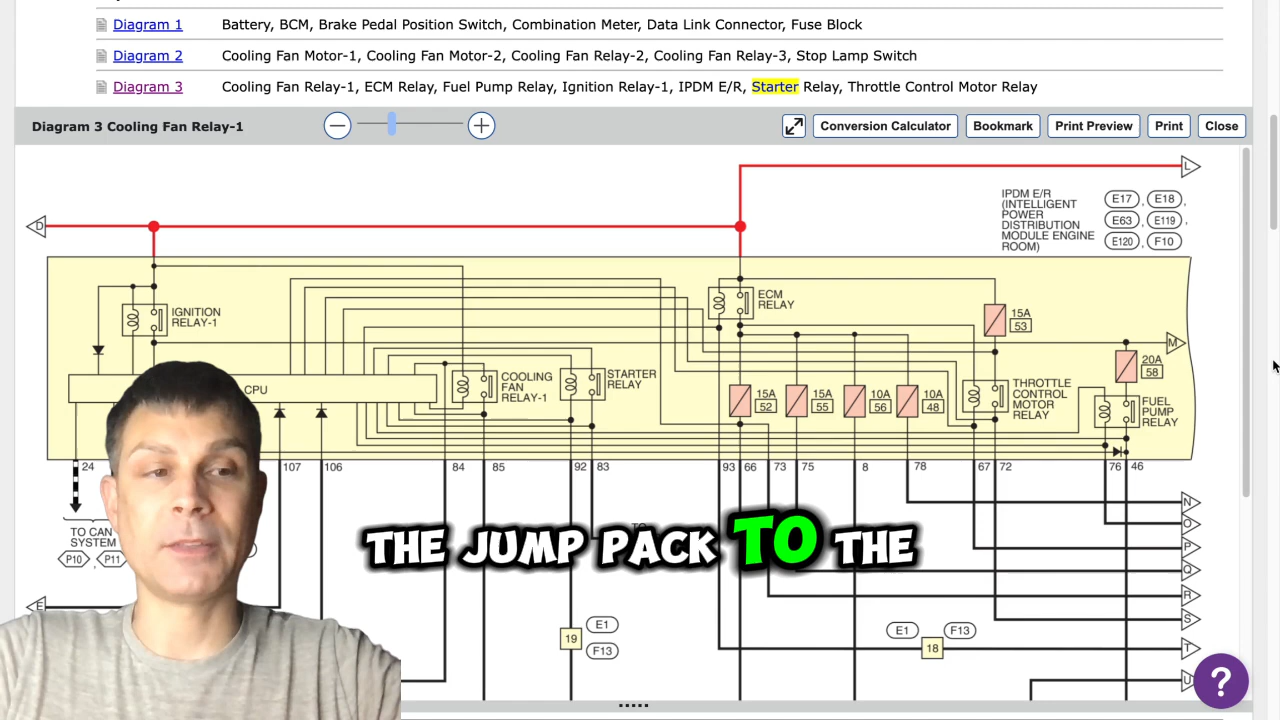 Diagram 1 Battery, BCM, Brake Pedal Position Switch, Combination Meter, Data Link Connector, Fuse Block
Diagram 2 Cooling Fan Motor-1, Cooling Fan Motor-2, Cooling Fan Relay-2, Cooling Fan Relay-3, Stop Lamp Switch
Diagram 3 Cooling Fan Relay-1, ECM Relay, Fuel Pump Relay, Ignition Relay-1, IPDM E/R, Starter Relay, Throttle Control Motor Relay
Diagram 3 Cooling Fan Relay-1
Conversion Calculator Bookmark Print Preview Print Close
L
IPDM E/R
(INTELLIGENT
POWER
DISTRIBUTION
MODULE ENGINE
ROOM)
E17 , E18 ,
E63 , E119 ,
E120 , F10
D
IGNITION
RELAY-1
ECM
RELAY
15A
53
M
20A
58
CPU
COOLING
FAN
RELAY-1
STARTER
RELAY
15A
52
15A
55
10A
56
10A
48
THROTTLE
CONTROL
MOTOR
RELAY
FUEL
PUMP
RELAY
24 107 106 84 85 92 83 93 66 73 75 8 78 67 72 76 46
TO CAN
SYSTEM
P10 , P11
N
O
P
Q
R
S
T
U
THE JUMP PACK TO THE
E
19
E1
F13
E1 F13
18
?